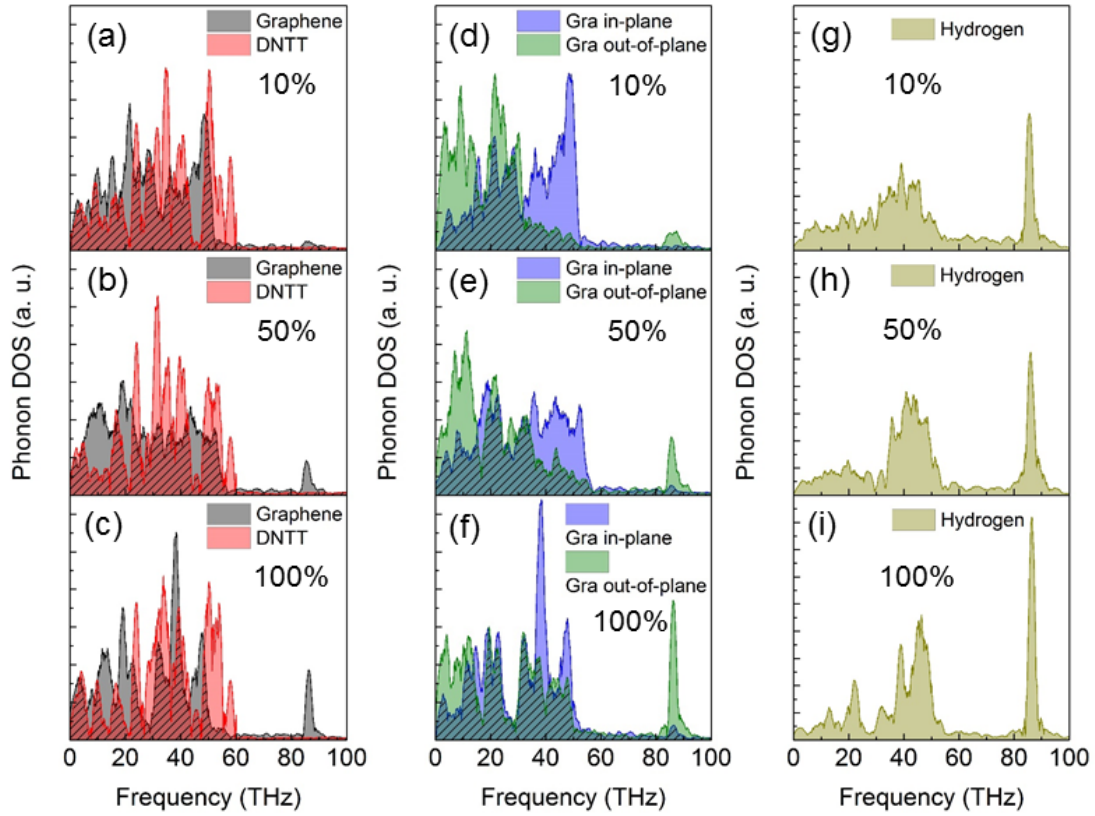 (a)
Graphene
DNTT
10%
(b)
Graphene
DNTT
50%
(c)
Graphene
DNTT
100%
Phonon DOS (a. u.)
0 20 40 60 80 100
Frequency (THz)
(d)
Gra in-plane
Gra out-of-plane
10%
(e)
Gra in-plane
Gra out-of-plane
50%
(f)
Gra in-plane
Gra out-of-plane
100%
Phonon DOS (a. u.)
0 20 40 60 80 100
Frequency (THz)
(g)
Hydrogen
10%
(h)
Hydrogen
50%
(i)
Hydrogen
100%
Phonon DOS (a. u.)
0 20 40 60 80 100
Frequency (THz)